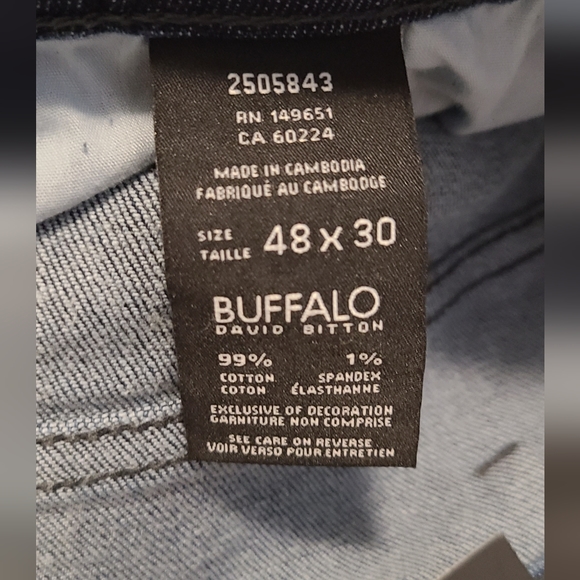 2505843
RN 149651
CA 60224
MADE IN CAMBODIA
FABRIQUÉ AU CAMBODGE
SIZE
TAILLE 48 X 30
BUFFALO
DAVID BITTON
99% 1%
COTTON SPANDEX
COTON ÉLASTHANNE
EXCLUSIVE OF DECORATION
GARNITURE NON COMPRISE
SEE CARE ON REVERSE
VOIR VERSO POUR ENTRETIEN